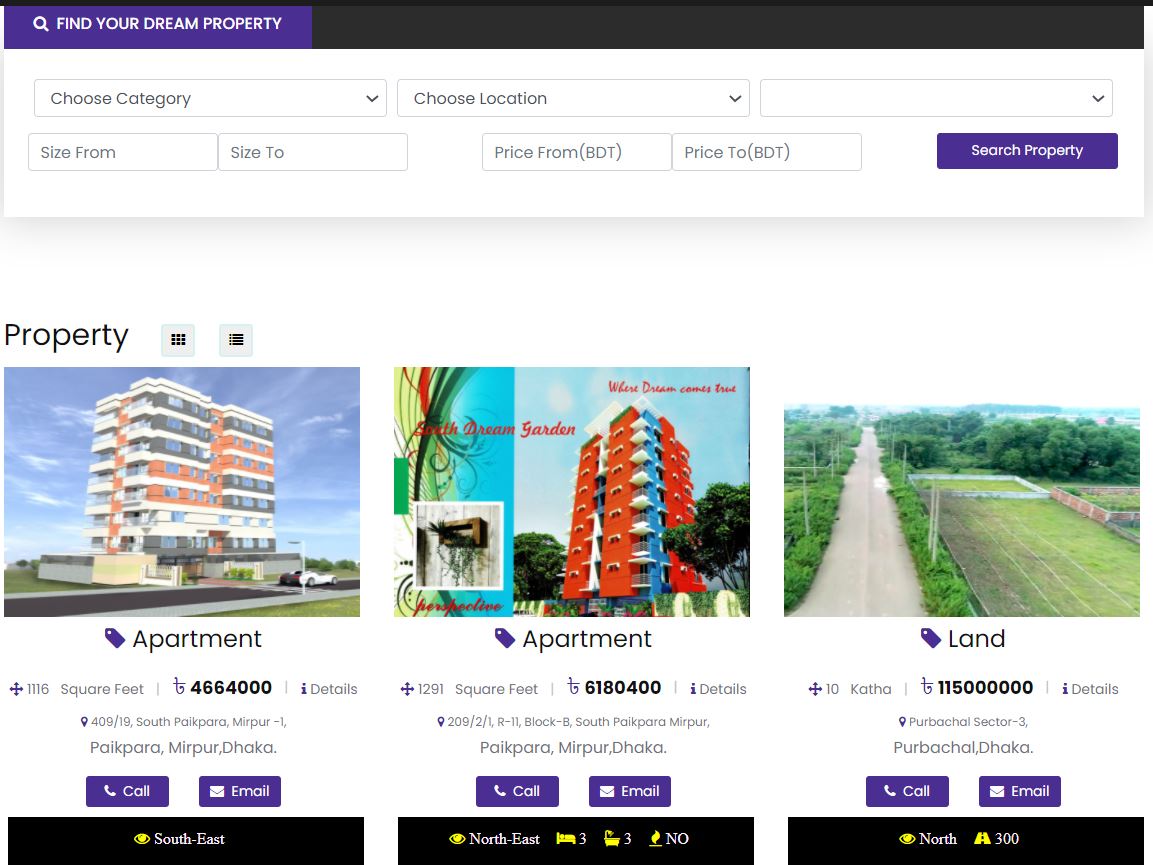 FIND YOUR DREAM PROPERTY
Choose Category
Choose Location
Size From
Size To
Price From(BDT)
Price To(BDT)
Search Property
Property
Where Dream comes true
South Dream Garden
perspective
Apartment
1116 Square Feet | ৳ 4664000 | Details
409/19, South Paikpara, Mirpur -1,
Paikpara, Mirpur,Dhaka.
Call
Email
South-East
Apartment
1291 Square Feet | ৳ 6180400 | Details
209/2/1, R-11, Block-B, South Paikpara Mirpur,
Paikpara, Mirpur,Dhaka.
Call
Email
North-East 3 3 NO
Land
10 Katha | ৳ 115000000 | Details
Purbachal Sector-3,
Purbachal,Dhaka.
Call
Email
North 300